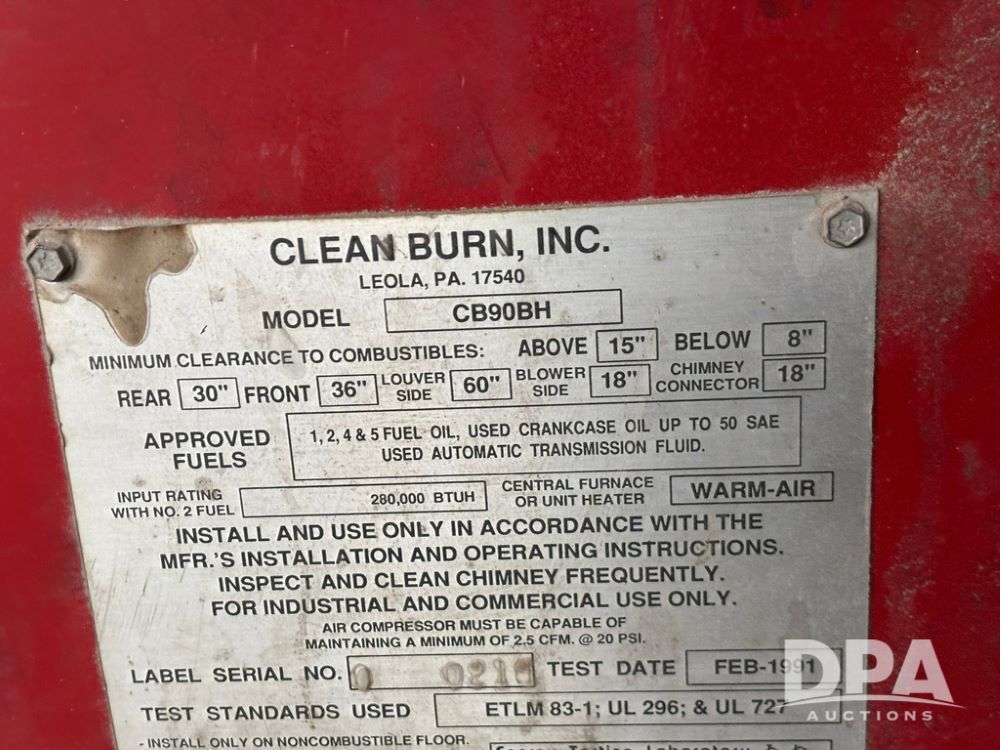 CLEAN BURN, INC.
LEOLA, PA. 17540
MODEL CB90BH
MINIMUM CLEARANCE TO COMBUSTIBLES: ABOVE 15" BELOW 8"
REAR 30" FRONT 36" LOUVER SIDE 60" BLOWER SIDE 18" CHIMNEY CONNECTOR 18"
APPROVED FUELS
1, 2, 4 & 5 FUEL OIL, USED CRANKCASE OIL UP TO 50 SAE
USED AUTOMATIC TRANSMISSION FLUID.
INPUT RATING WITH NO. 2 FUEL 280,000 BTUH CENTRAL FURNACE OR UNIT HEATER WARM-AIR
INSTALL AND USE ONLY IN ACCORDANCE WITH THE
MFR.'S INSTALLATION AND OPERATING INSTRUCTIONS.
INSPECT AND CLEAN CHIMNEY FREQUENTLY.
FOR INDUSTRIAL AND COMMERCIAL USE ONLY.
AIR COMPRESSOR MUST BE CAPABLE OF
MAINTAINING A MINIMUM OF 2.5 CFM. @ 20 PSI.
LABEL SERIAL NO. TEST DATE FEB-1991
TEST STANDARDS USED ETLM 83-1; UL 296; & UL 727
- INSTALL ONLY ON NONCOMBUSTIBLE FLOOR.
DPA
AUCTIONS